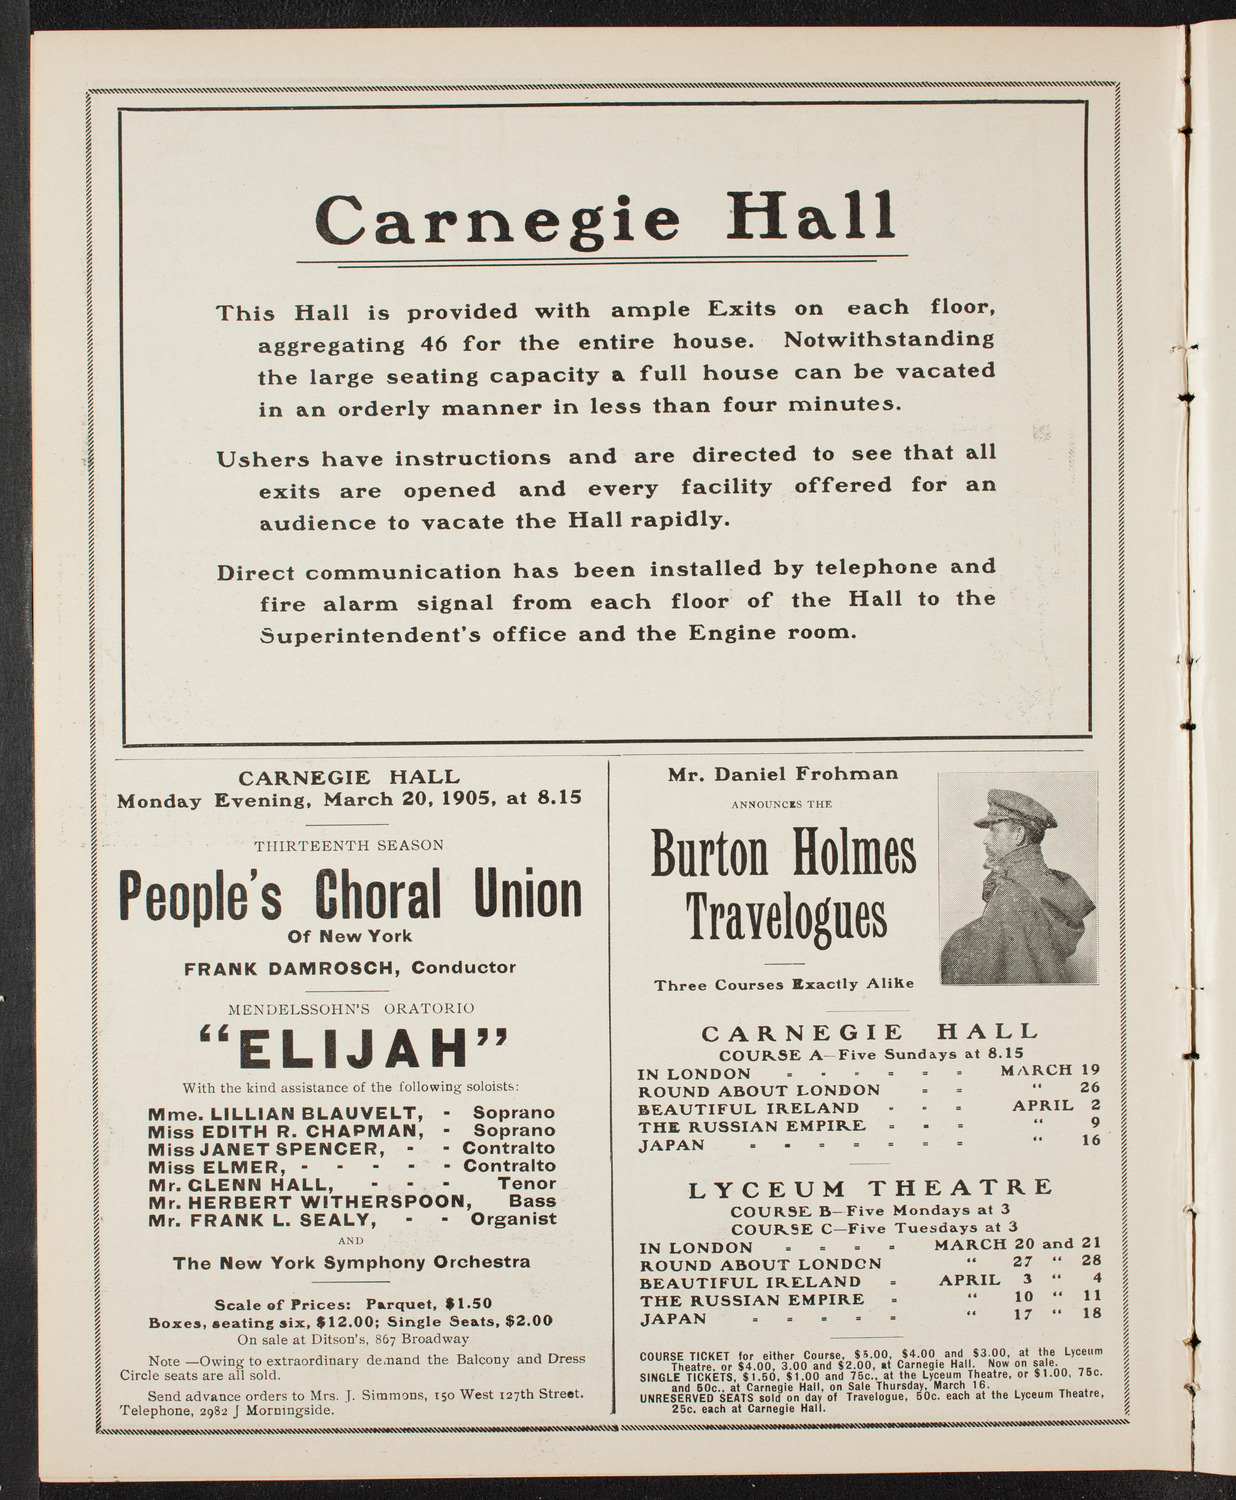 Carnegie Hall
This Hall is provided with ample Exits on each floor,
aggregating 46 for the entire house. Notwithstanding
the large seating capacity a full house can be vacated
in an orderly manner in less than four minutes.
Ushers have instructions and are directed to see that all
exits are opened and every facility offered for an
audience to vacate the Hall rapidly.
Direct communication has been installed by telephone and
fire alarm signal from each floor of the Hall to the
Superintendent's office and the Engine room.
CARNEGIE HALL
Monday Evening, March 20, 1905, at 8.15
THIRTEENTH SEASON
People's Choral Union
Of New York
FRANK DAMROSCH, Conductor
MENDELSSOHN'S ORATORIO
"ELIJAH"
With the kind assistance of the following soloists:
Mme. LILLIAN BLAUVELT, - Soprano
Miss EDITH R. CHAPMAN, - Soprano
Miss JANET SPENCER, - - Contralto
Miss ELMER, - - - - - Contralto
Mr. GLENN HALL, - - - Tenor
Mr. HERBERT WITHERSPOON, Bass
Mr. FRANK L. SEALY, - - Organist
AND
The New York Symphony Orchestra
Scale of Prices: Parquet, $1.50
Boxes, seating six, $12.00; Single Seats, $2.00
On sale at Ditson's, 867 Broadway
Note —Owing to extraordinary demand the Balcony and Dress
Circle seats are all sold.
Send advance orders to Mrs. J. Simmons, 150 West 127th Street.
Telephone, 2982 J Morningside.
Mr. Daniel Frohman
ANNOUNCES THE
Burton Holmes
Travelogues
Three Courses Exactly Alike
CARNEGIE HALL
COURSE A—Five Sundays at 8.15
IN LONDON - - - - - - MARCH 19
ROUND ABOUT LONDON - - " 26
BEAUTIFUL IRELAND - - - APRIL 2
THE RUSSIAN EMPIRE - - - " 9
JAPAN - - - - - - - " 16
LYCEUM THEATRE
COURSE B—Five Mondays at 3
COURSE C—Five Tuesdays at 3
IN LONDON - - - - MARCH 20 and 21
ROUND ABOUT LONDON " 27 " 28
BEAUTIFUL IRELAND - APRIL 3 " 4
THE RUSSIAN EMPIRE - " 10 " 11
JAPAN - - - - - " 17 " 18
COURSE TICKET for either Course, $5.00, $4.00 and $3.00, at the Lyceum
Theatre. or $4.00, 3.00 and $2.00, at Carnegie Hall. Now on sale.
SINGLE TICKETS, $1.50, $1.00 and 75c., at the Lyceum Theatre, or $1.00, 75c.
and 50c., at Carnegie Hall, on Sale Thursday, March 16.
UNRESERVED SEATS sold on day of Travelogue, 50c. each at the Lyceum Theatre,
25c. each at Carnegie Hall.